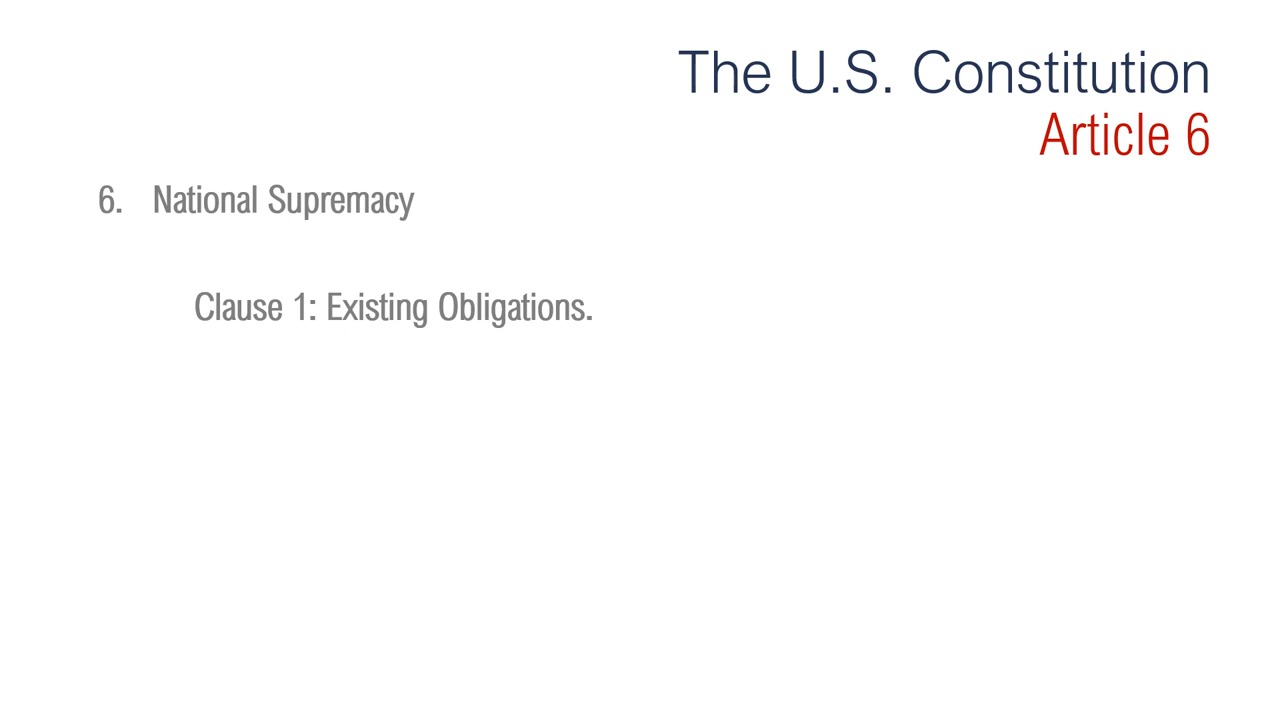 The U.S. Constitution
Article 6
6. National Supremacy
Clause 1: Existing Obligations.